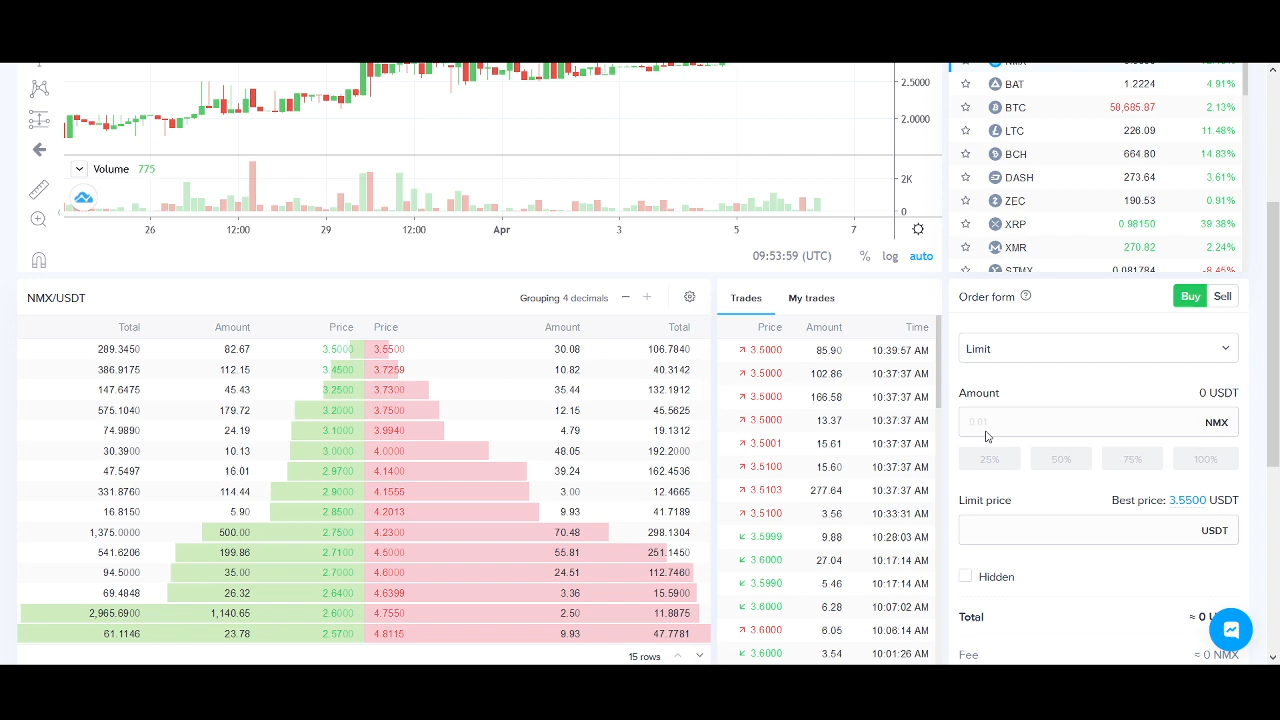 2.5000
2.0000
Volume 775
2K
0
26 12:00 29 12:00 Apr 3 5 7
09:53:59 (UTC) % log auto
BAT 1.2224 4.91%
BTC 58,685.87 2.13%
LTC 226.09 11.48%
BCH 664.80 14.83%
DASH 273.64 3.61%
ZEC 190.53 0.91%
XRP 0.98150 39.38%
XMR 270.82 2.24%
STMX 0.081784 -8.45%
NMX/USDT Grouping 4 decimals
Total Amount Price Price Amount Total
289.3450 82.67 3.5000 3.5500 30.08 106.7840
386.9175 112.15 3.4500 3.7259 10.82 40.3142
147.6475 45.43 3.2500 3.7300 35.44 132.1912
575.1040 179.72 3.2000 3.7500 12.15 45.5625
74.9890 24.19 3.1000 3.9940 4.79 19.1312
30.3900 10.13 3.0000 4.0000 48.05 192.2000
47.5497 16.01 2.9700 4.1400 39.24 162.4536
331.8760 114.44 2.9000 4.1555 3.00 12.4665
16.8150 5.90 2.8500 4.2013 9.93 41.7189
1,375.0000 500.00 2.7500 4.2300 70.48 298.1304
541.6206 199.86 2.7100 4.5000 55.81 251.1450
94.5000 35.00 2.7000 4.6000 24.51 112.7460
69.4848 26.32 2.6400 4.6399 3.36 15.5900
2,965.6900 1,140.65 2.6000 4.7550 2.50 11.8875
61.1146 23.78 2.5700 4.8115 9.93 47.7781
15 rows
Trades My trades
Price Amount Time
3.5000 85.90 10:39:57 AM
3.5000 102.86 10:37:37 AM
3.5000 166.58 10:37:37 AM
3.5000 13.37 10:37:37 AM
3.5001 15.61 10:37:37 AM
3.5100 15.60 10:37:37 AM
3.5103 277.64 10:37:37 AM
3.5100 3.56 10:33:31 AM
3.5999 9.88 10:28:03 AM
3.6000 27.04 10:17:14 AM
3.5990 5.46 10:17:14 AM
3.6000 6.28 10:07:02 AM
3.6000 6.05 10:06:14 AM
3.6000 3.54 10:01:26 AM
Order form Buy Sell
Limit
Amount 0 USDT
0.01 NMX
25% 50% 75% 100%
Limit price Best price: 3.5500 USDT
USDT
Hidden
Total ≈ 0
Fee ≈ 0 NMX